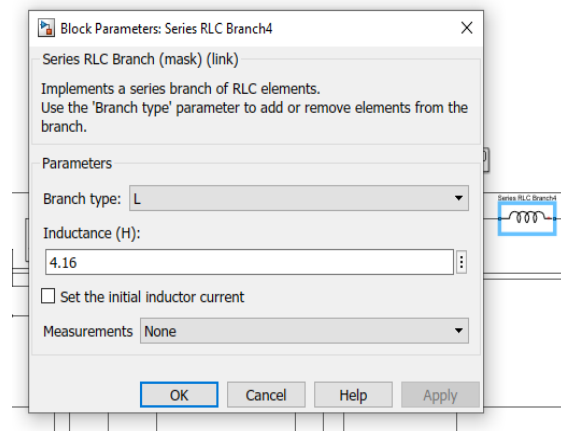 Block Parameters: Series RLC Branch4
Series RLC Branch (mask) (link)
Implements a series branch of RLC elements.
Use the 'Branch type' parameter to add or remove elements from the
branch.
Parameters
Branch type: L
Series RLC Branch4
Inductance (H):
4.16
Set the initial inductor current
Measurements None
OK Cancel Help Apply